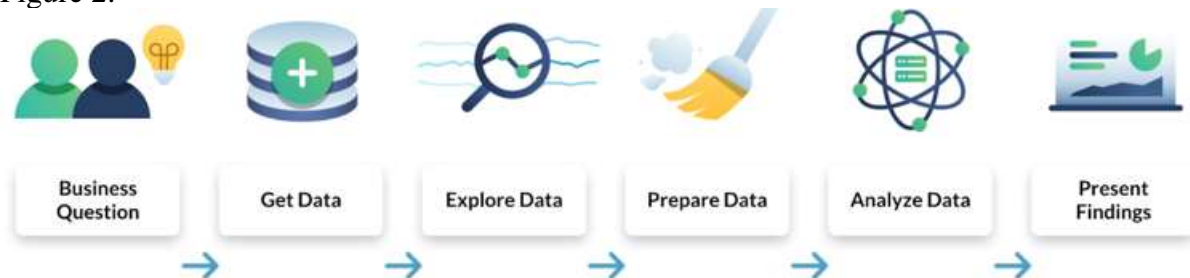 Figure 2.
Business
Question
Get Data
Explore Data
Prepare Data
Analyze Data
Present
Findings